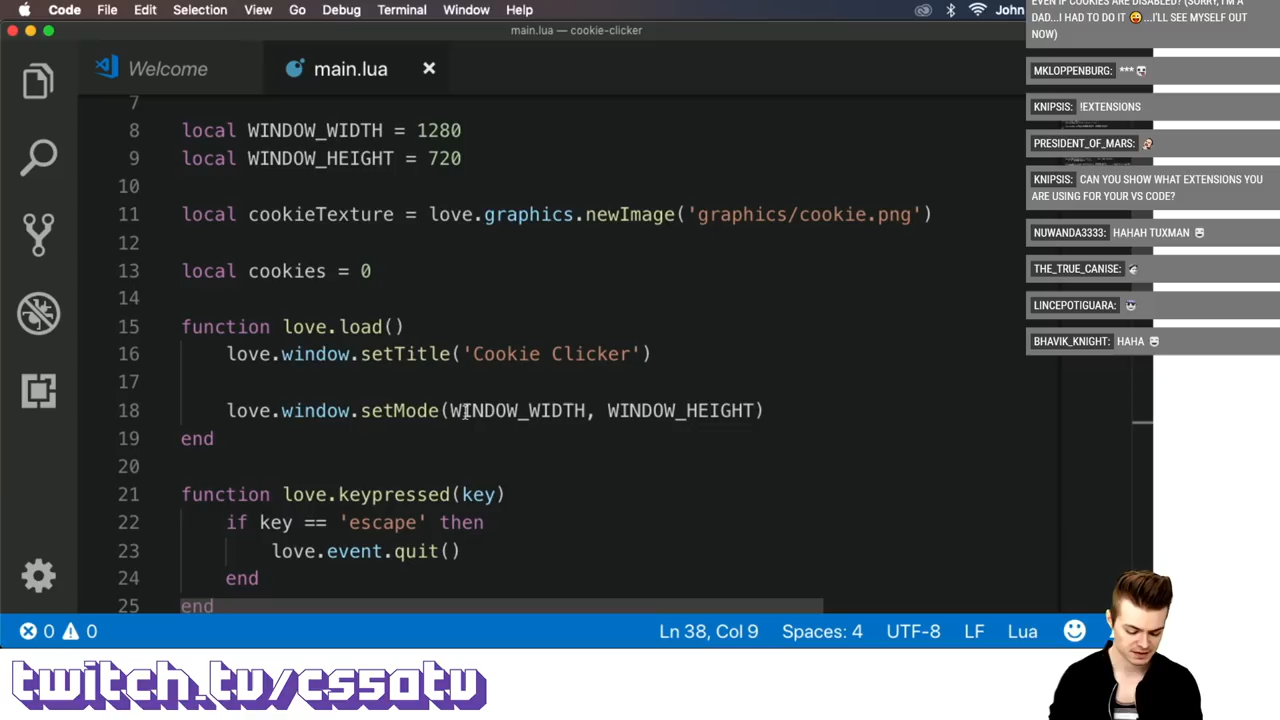 Code File Edit Selection View Go Debug Terminal Window Help John
main.lua — cookie-clicker
Welcome main.lua
7
8 local WINDOW_WIDTH = 1280
9 local WINDOW_HEIGHT = 720
10
11 local cookieTexture = love.graphics.newImage('graphics/cookie.png')
12
13 local cookies = 0
14
15 function love.load()
16 love.window.setTitle('Cookie Clicker')
17
18 love.window.setMode(WINDOW_WIDTH, WINDOW_HEIGHT)
19 end
20
21 function love.keypressed(key)
22 if key == 'escape' then
23 love.event.quit()
24 end
25 end
0 0 Ln 38, Col 9 Spaces: 4 UTF-8 LF Lua
twitch.tv/cs50tv
EVEN IF COOKIES ARE DISABLED? (SORRY, I'M A
DAD...I HAD TO DO IT 😛...I'LL SEE MYSELF OUT
NOW)
MKLOPPENBURG: ***
KNIPSIS: !EXTENSIONS
PRESIDENT_OF_MARS:
KNIPSIS: CAN YOU SHOW WHAT EXTENSIONS YOU
ARE USING FOR YOUR VS CODE?
NUWANDA3333: HAHAH TUXMAN
THE_TRUE_CANISE:
LINCEPOTIGUARA:
BHAVIK_KNIGHT: HAHA